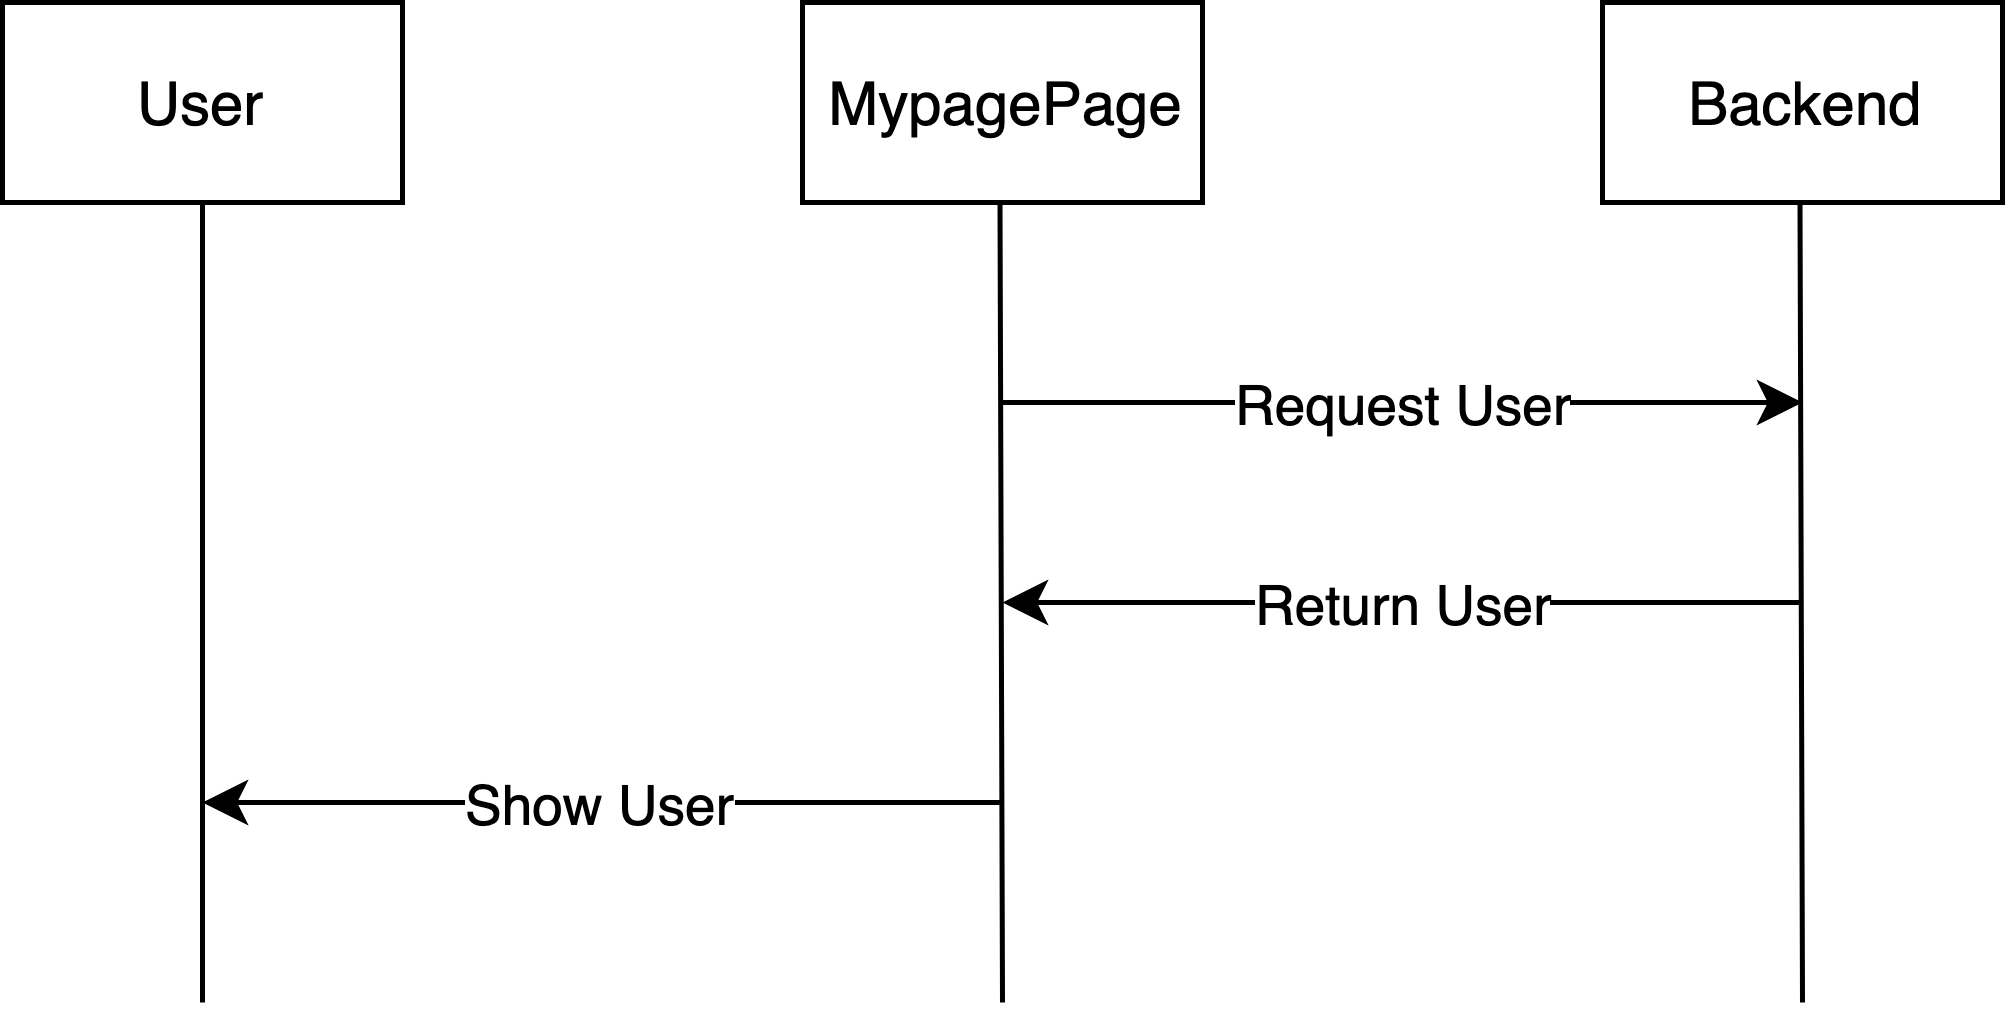 User
MypagePage
Backend
Request User
Return User
Show User